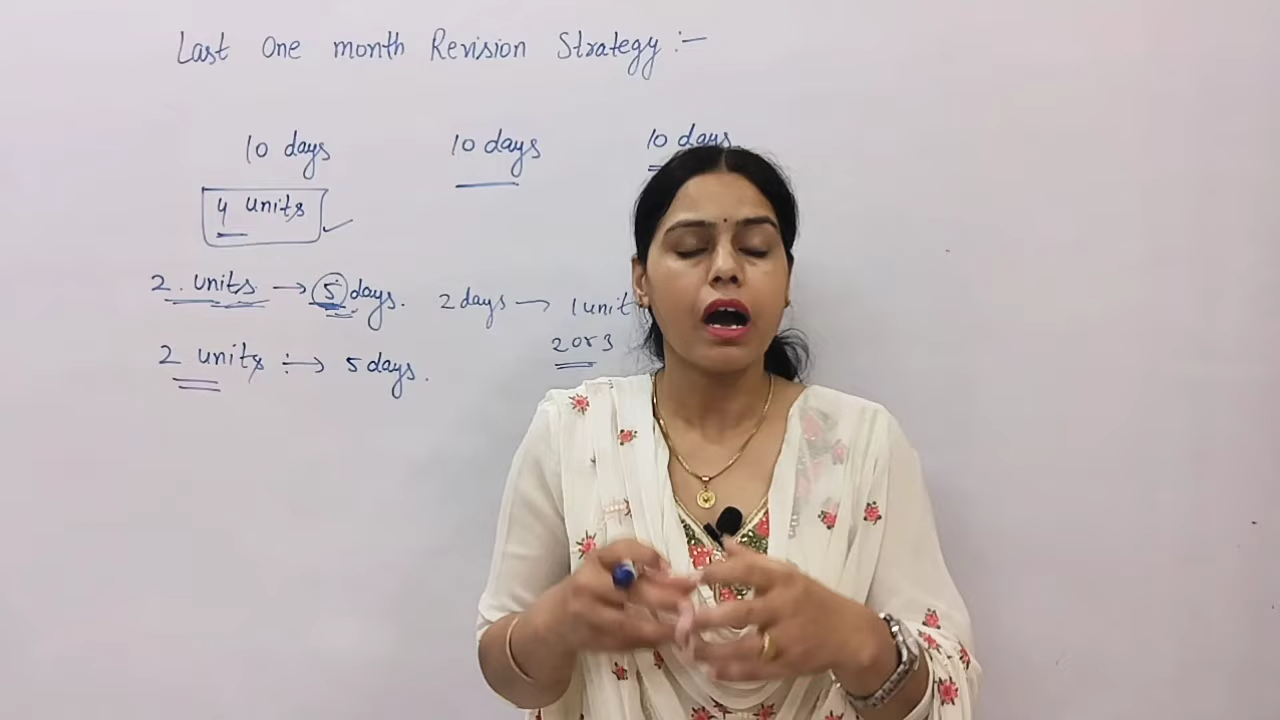 Last One month Revision Strategy :-
10 days 10 days 10 days
4 units
2 units → 5 days. 2 days → 1 unit
2 or 3
2 units ÷→ 5 days.